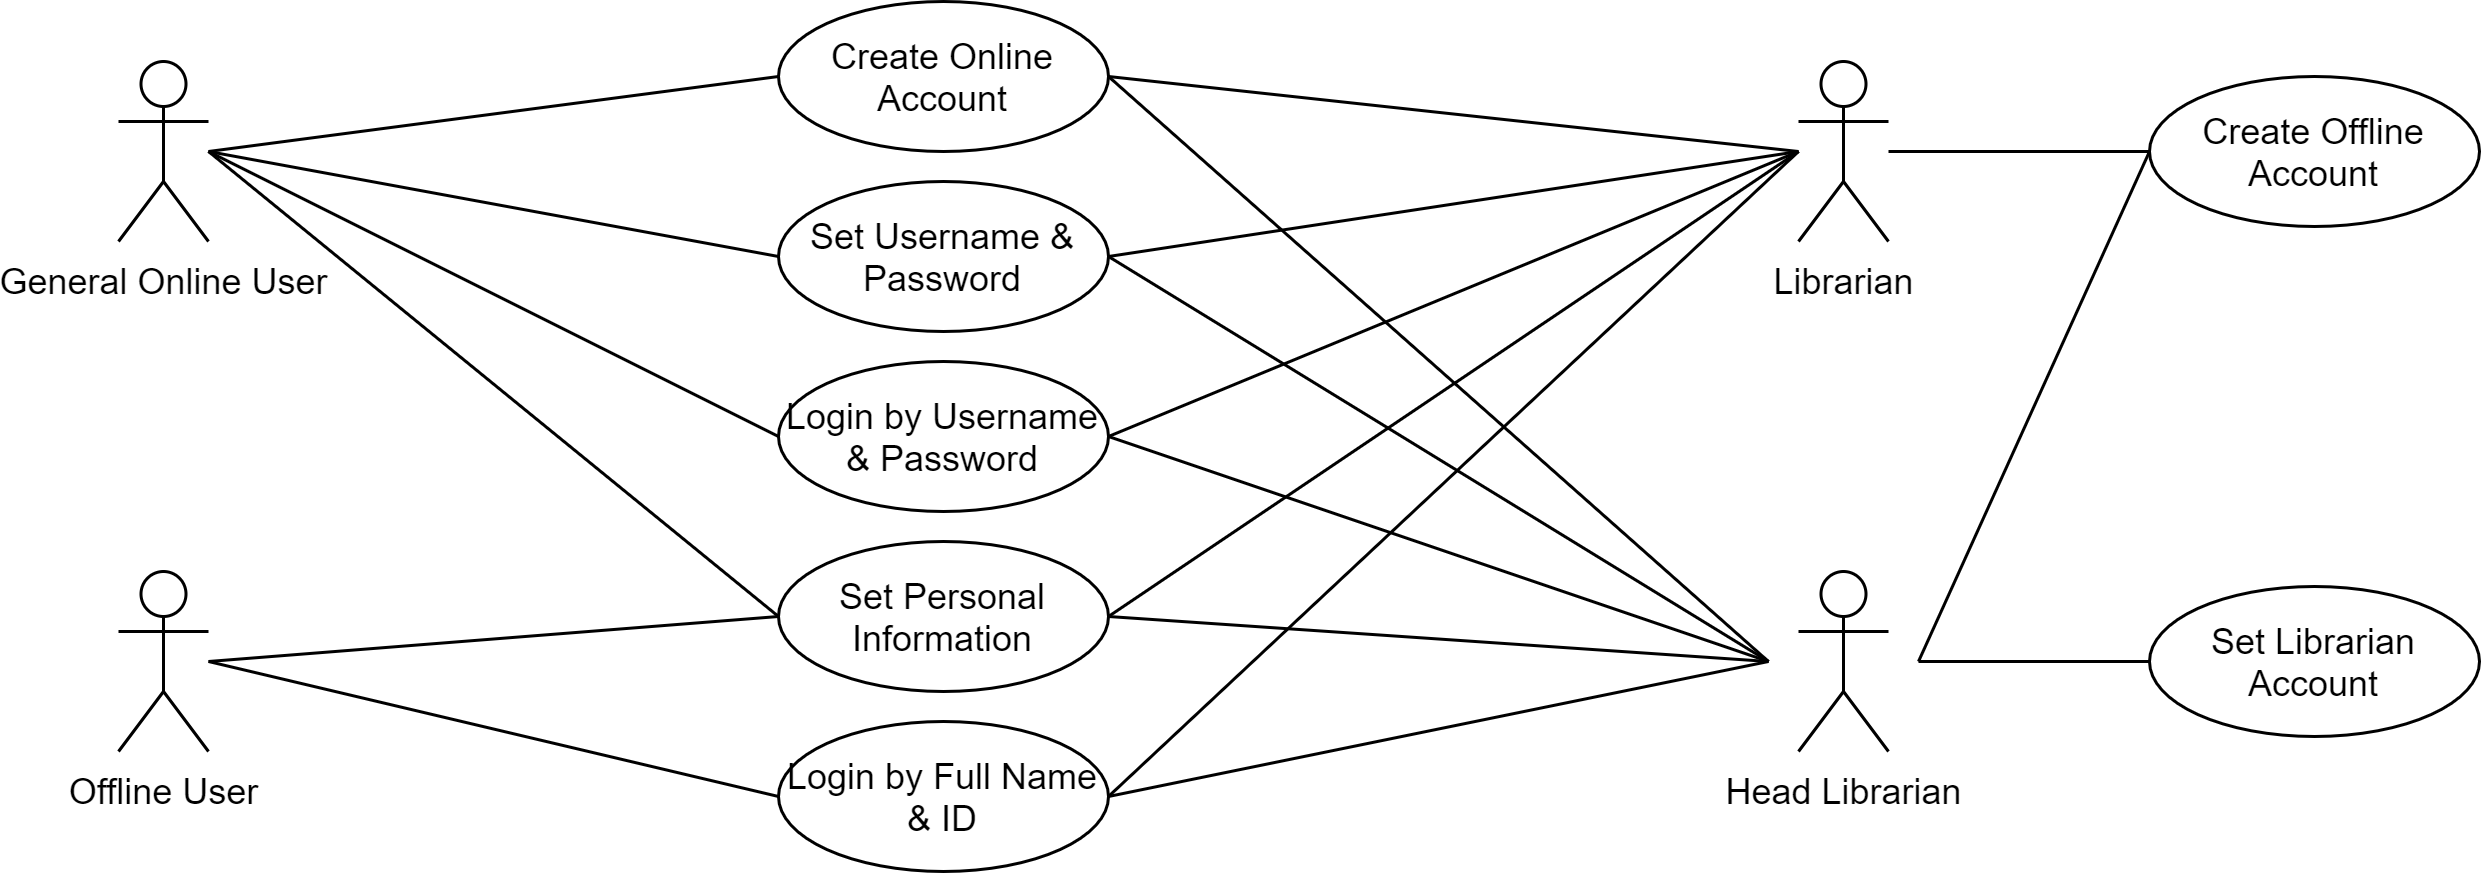 Create Online
Account
Set Username &
Password
Login by Username
& Password
Set Personal
Information
Login by Full Name
& ID
General Online User
Offline User
Librarian
Head Librarian
Create Offline
Account
Set Librarian
Account